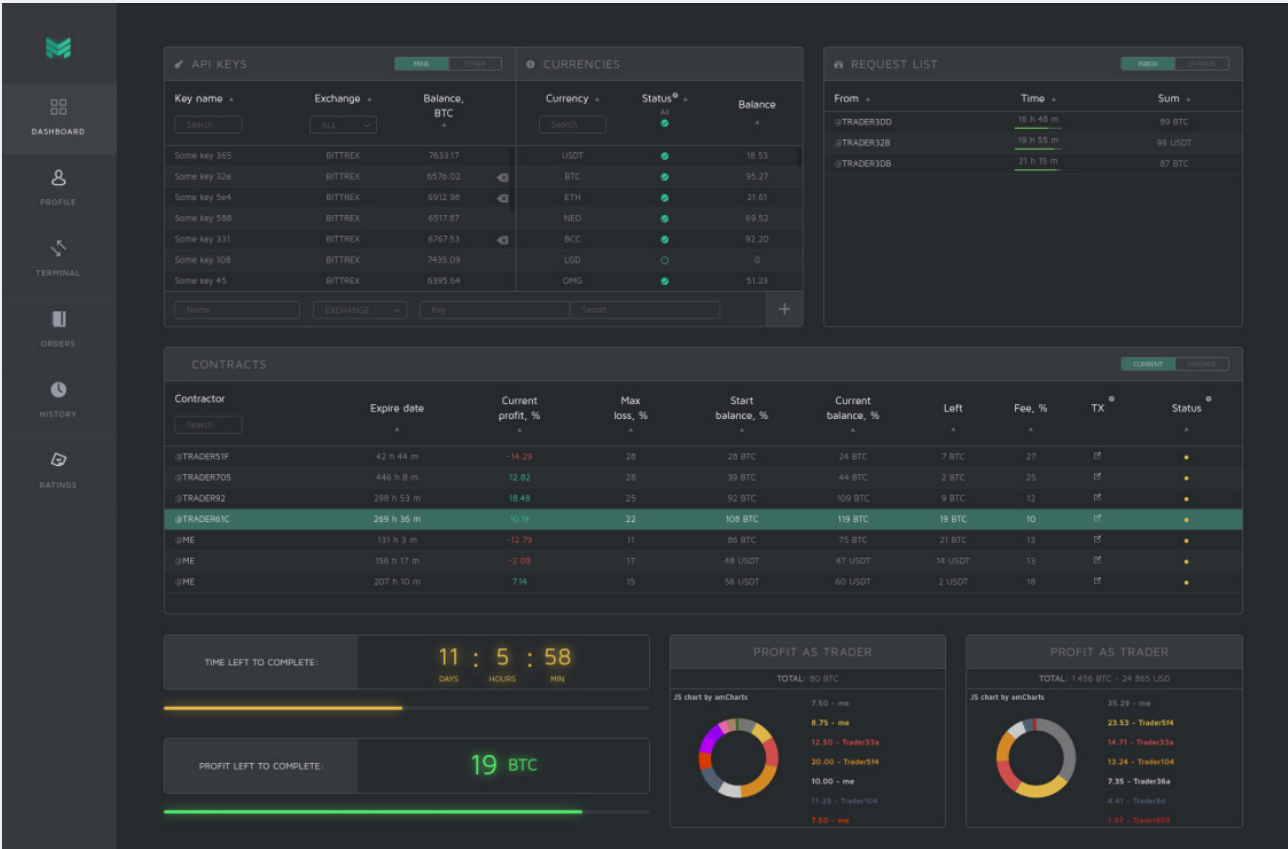 API KEYS MINE OTHER
CURRENCIES
REQUEST LIST INBOX OUTBOX
Key name Exchange Balance, BTC
Currency Status Balance
All
From Time Sum
Search ALL Search
@TRADER3DD 16 h 48 m 89 BTC
@TRADER32B 19 h 55 m 99 USDT
@TRADER3DB 21 h 15 m 87 BTC
Some key 365 BITTREX 7633.17 USDT 18.53
Some key 32e BITTREX 6576.02 BTC 95.27
Some key 5e4 BITTREX 6912.98 ETH 21.61
Some key 588 BITTREX 6517.87 NEO 69.52
Some key 331 BITTREX 6767.53 BCC 92.20
Some key 108 BITTREX 7435.09 LGD 0
Some key 45 BITTREX 6395.64 OMG 51.23
Name EXCHANGE Key Secret +
DASHBOARD
PROFILE
TERMINAL
ORDERS
HISTORY
RATINGS
CONTRACTS CURRENT FINISHED
Contractor Expire date Current profit, % Max loss, % Start balance, % Current balance, % Left Fee, % TX Status
Search
@TRADER51F 42 h 44 m -14.29 28 28 BTC 24 BTC 7 BTC 27
@TRADER705 446 h 8 m 12.82 28 39 BTC 44 BTC 2 BTC 25
@TRADER92 298 h 53 m 18.48 25 92 BTC 109 BTC 9 BTC 12
@TRADER61C 269 h 36 m 10.19 22 108 BTC 119 BTC 19 BTC 10
@ME 131 h 3 m -12.79 11 86 BTC 75 BTC 21 BTC 13
@ME 156 h 17 m -2.08 17 48 USDT 47 USDT 14 USDT 13
@ME 207 h 10 m 7.14 15 56 USDT 60 USDT 2 USDT 18
TIME LEFT TO COMPLETE: 11 : 5 : 58
DAYS HOURS MIN
PROFIT LEFT TO COMPLETE: 19 BTC
PROFIT AS TRADER
TOTAL: 80 BTC
JS chart by amCharts
7.50 - me
8.75 - me
12.50 - Trader33a
20.00 - Trader5f4
10.00 - me
11.25 - Trader104
7.50 - me
PROFIT AS TRADER
TOTAL: 1 456 BTC - 24 865 USD
JS chart by amCharts
35.29 - me
23.53 - Trader5f4
14.71 - Trader33a
13.24 - Trader104
7.35 - Trader36a
4.41 - Trader6d
1.47 - Trader659